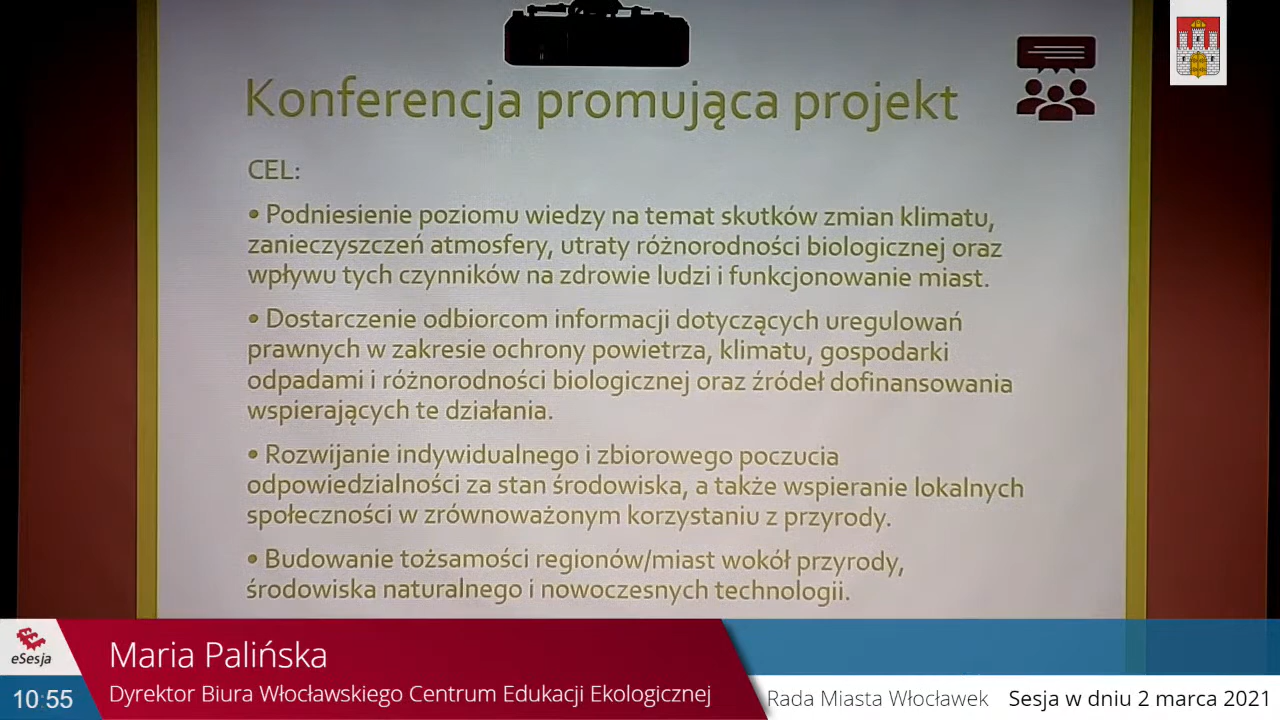 Konferencja promująca projekt
CEL:
• Podniesienie poziomu wiedzy na temat skutków zmian klimatu,
zanieczyszczeń atmosfery, utraty różnorodności biologicznej oraz
wpływu tych czynników na zdrowie ludzi i funkcjonowanie miast.
• Dostarczenie odbiorcom informacji dotyczących uregulowań
prawnych w zakresie ochrony powietrza, klimatu, gospodarki
odpadami i różnorodności biologicznej oraz źródeł dofinansowania
wspierających te działania.
• Rozwijanie indywidualnego i zbiorowego poczucia
odpowiedzialności za stan środowiska, a także wspieranie lokalnych
społeczności w zrównoważonym korzystaniu z przyrody.
• Budowanie tożsamości regionów/miast wokół przyrody,
środowiska naturalnego i nowoczesnych technologii.
eSesja
Maria Palińska
10:55
Dyrektor Biura Włocławskiego Centrum Edukacji Ekologicznej
Rada Miasta Włocławek Sesja w dniu 2 marca 2021